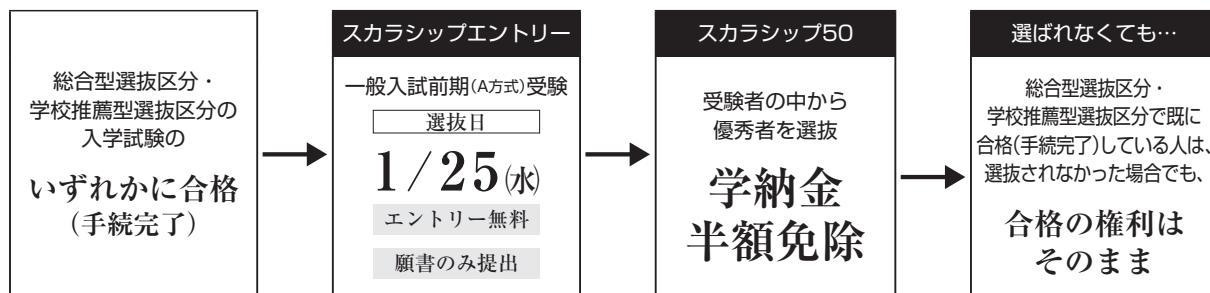 総合型選抜区分・
学校推薦型選抜区分の
入学試験の
いずれかに合格
(手続完了)
スカラシップエントリー
一般入試前期(A方式)受験
選抜日
1/25(水)
エントリー無料
願書のみ提出
スカラシップ50
受験者の中から
優秀者を選抜
学納金
半額免除
選ばれなくても…
総合型選抜区分・
学校推薦型選抜区分で既に
合格(手続完了)している人は、
選抜されなかった場合でも、
合格の権利は
そのまま